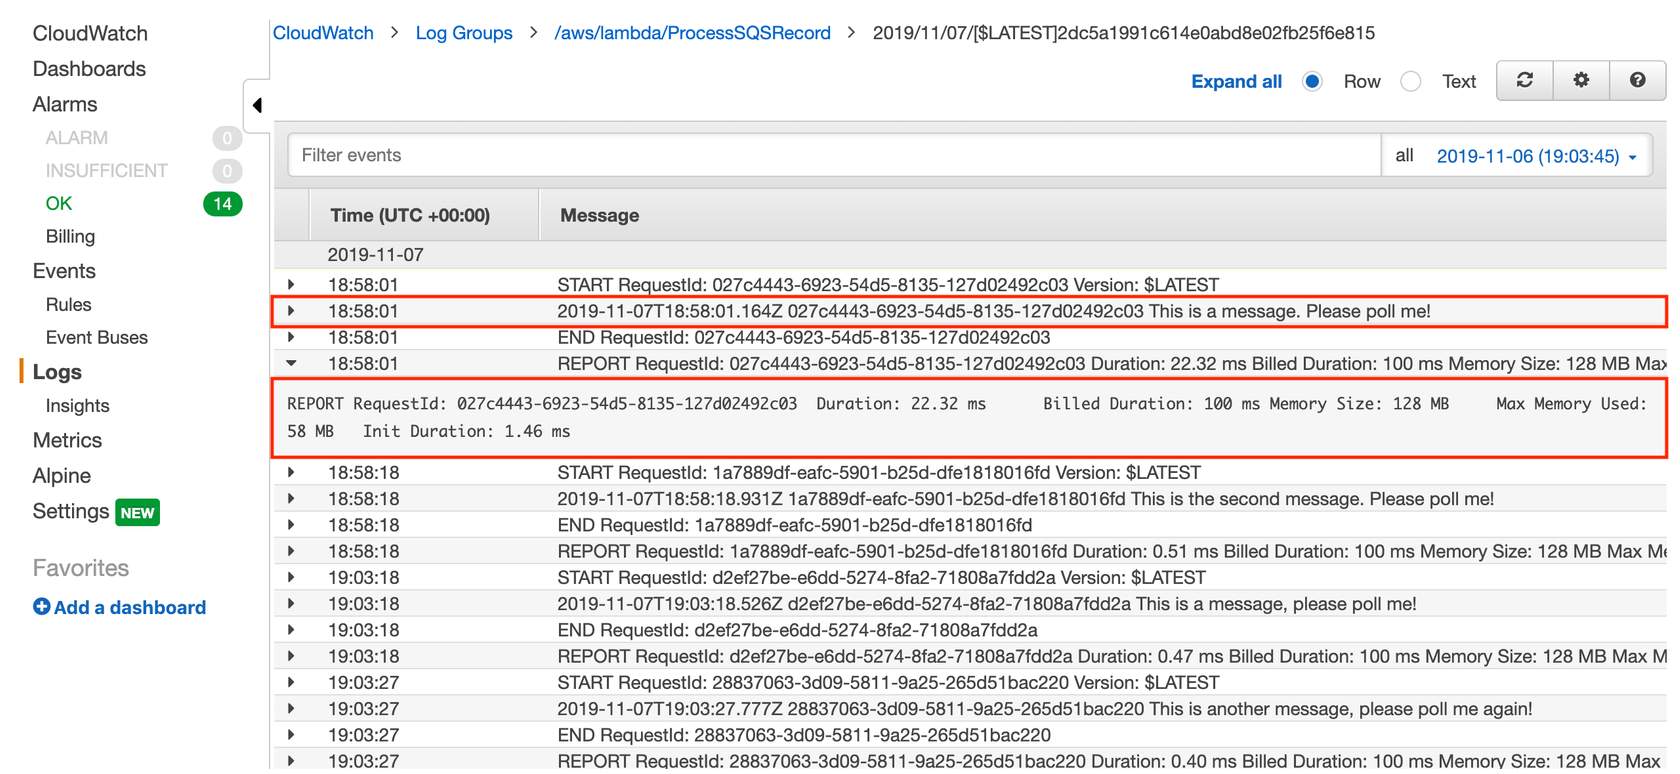 CloudWatch
Dashboards
Alarms
ALARM 0
INSUFFICIENT 0
OK 14
Billing
Events
Rules
Event Buses
Logs
Insights
Metrics
Alpine
Settings NEW
Favorites
Add a dashboard
CloudWatch > Log Groups > /aws/lambda/ProcessSQSRecord > 2019/11/07/[$LATEST]2dc5a1991c614e0abd8e02fb25f6e815
Expand all Row Text
Filter events all 2019-11-06 (19:03:45)
Time (UTC +00:00) Message
2019-11-07
18:58:01 START RequestId: 027c4443-6923-54d5-8135-127d02492c03 Version: $LATEST
18:58:01 2019-11-07T18:58:01.164Z 027c4443-6923-54d5-8135-127d02492c03 This is a message. Please poll me!
18:58:01 END RequestId: 027c4443-6923-54d5-8135-127d02492c03
18:58:01 REPORT RequestId: 027c4443-6923-54d5-8135-127d02492c03 Duration: 22.32 ms Billed Duration: 100 ms Memory Size: 128 MB Max
REPORT RequestId: 027c4443-6923-54d5-8135-127d02492c03 Duration: 22.32 ms Billed Duration: 100 ms Memory Size: 128 MB Max Memory Used:
58 MB Init Duration: 1.46 ms
18:58:18 START RequestId: 1a7889df-eafc-5901-b25d-dfe1818016fd Version: $LATEST
18:58:18 2019-11-07T18:58:18.931Z 1a7889df-eafc-5901-b25d-dfe1818016fd This is the second message. Please poll me!
18:58:18 END RequestId: 1a7889df-eafc-5901-b25d-dfe1818016fd
18:58:18 REPORT RequestId: 1a7889df-eafc-5901-b25d-dfe1818016fd Duration: 0.51 ms Billed Duration: 100 ms Memory Size: 128 MB Max Me
19:03:18 START RequestId: d2ef27be-e6dd-5274-8fa2-71808a7fdd2a Version: $LATEST
19:03:18 2019-11-07T19:03:18.526Z d2ef27be-e6dd-5274-8fa2-71808a7fdd2a This is a message, please poll me!
19:03:18 END RequestId: d2ef27be-e6dd-5274-8fa2-71808a7fdd2a
19:03:18 REPORT RequestId: d2ef27be-e6dd-5274-8fa2-71808a7fdd2a Duration: 0.47 ms Billed Duration: 100 ms Memory Size: 128 MB Max M
19:03:27 START RequestId: 28837063-3d09-5811-9a25-265d51bac220 Version: $LATEST
19:03:27 2019-11-07T19:03:27.777Z 28837063-3d09-5811-9a25-265d51bac220 This is another message, please poll me again!
19:03:27 END RequestId: 28837063-3d09-5811-9a25-265d51bac220
19:03:27 REPORT RequestId: 28837063-3d09-5811-9a25-265d51bac220 Duration: 0.40 ms Billed Duration: 100 ms Memory Size: 128 MB Max